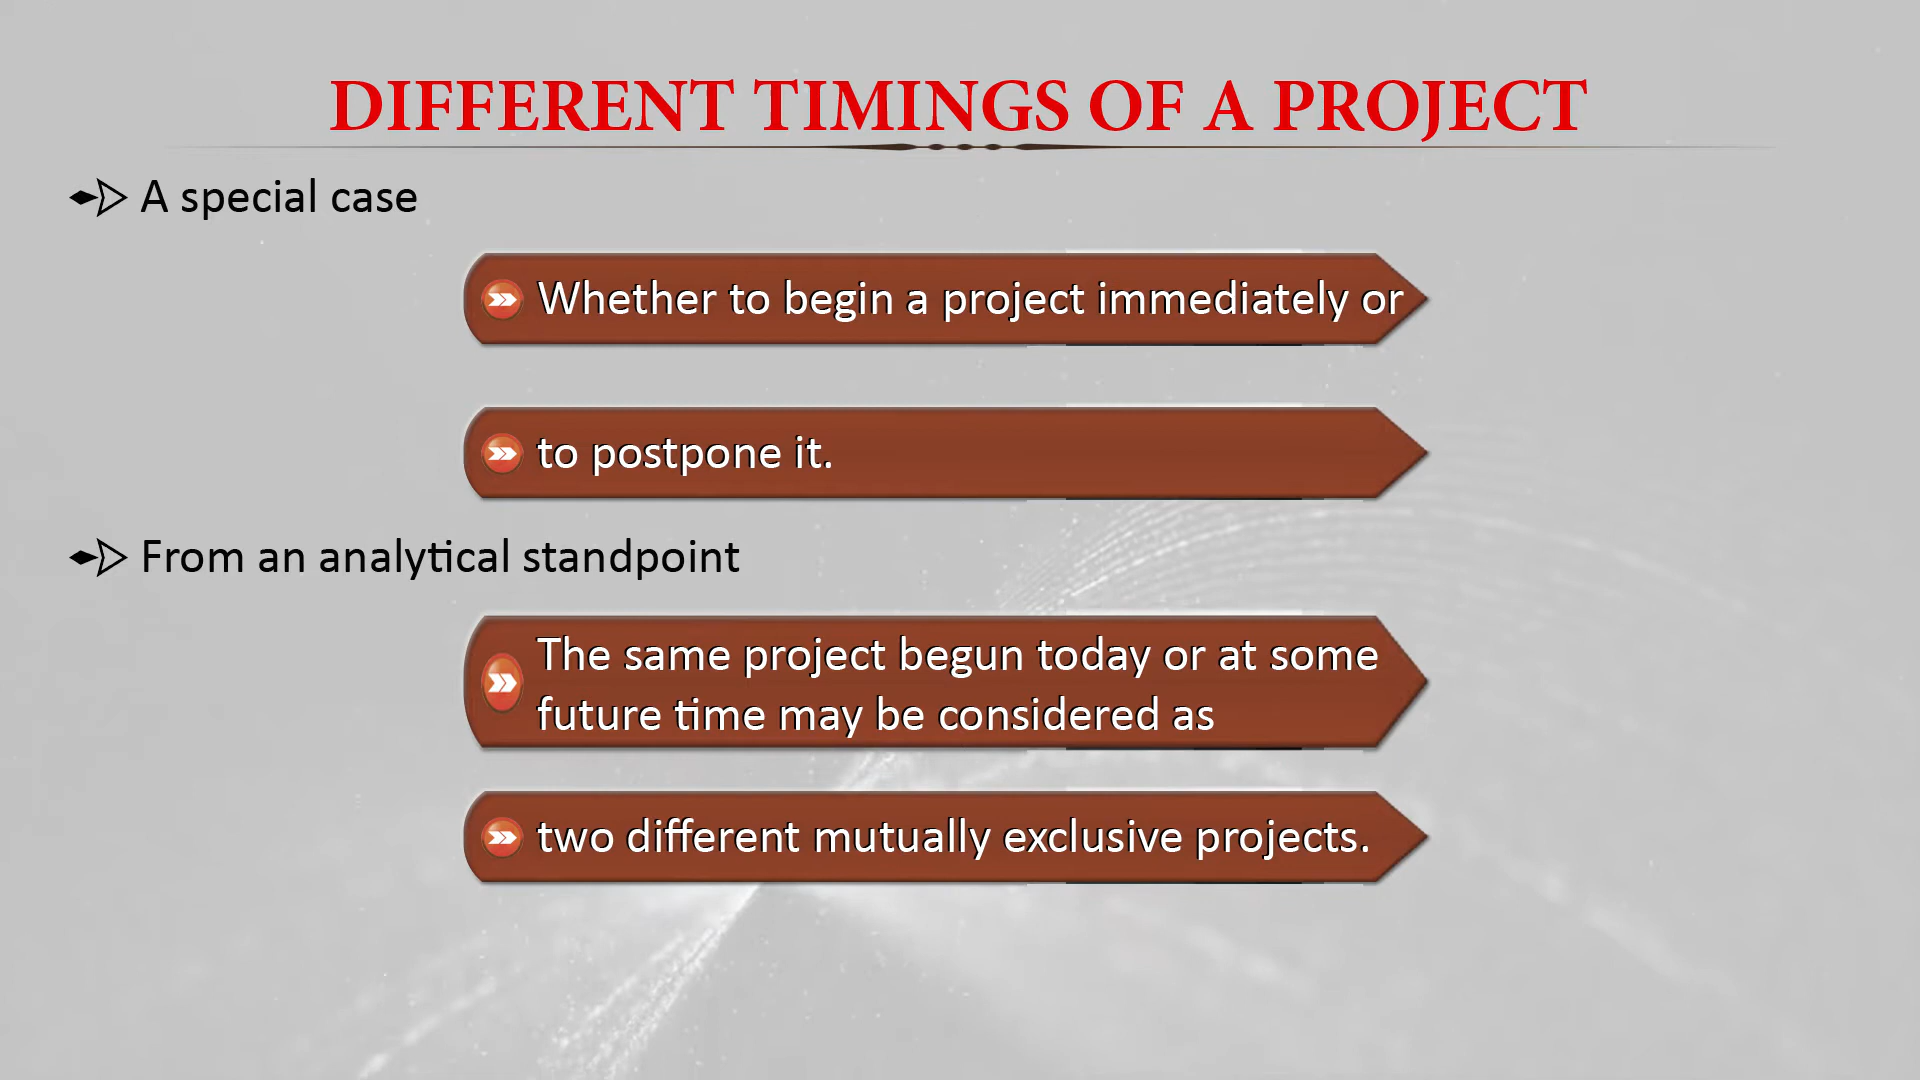 DIFFERENT TIMINGS OF A PROJECT
A special case
Whether to begin a project immediately or
to postpone it.
From an analytical standpoint
The same project begun today or at some
future time may be considered as
two different mutually exclusive projects.